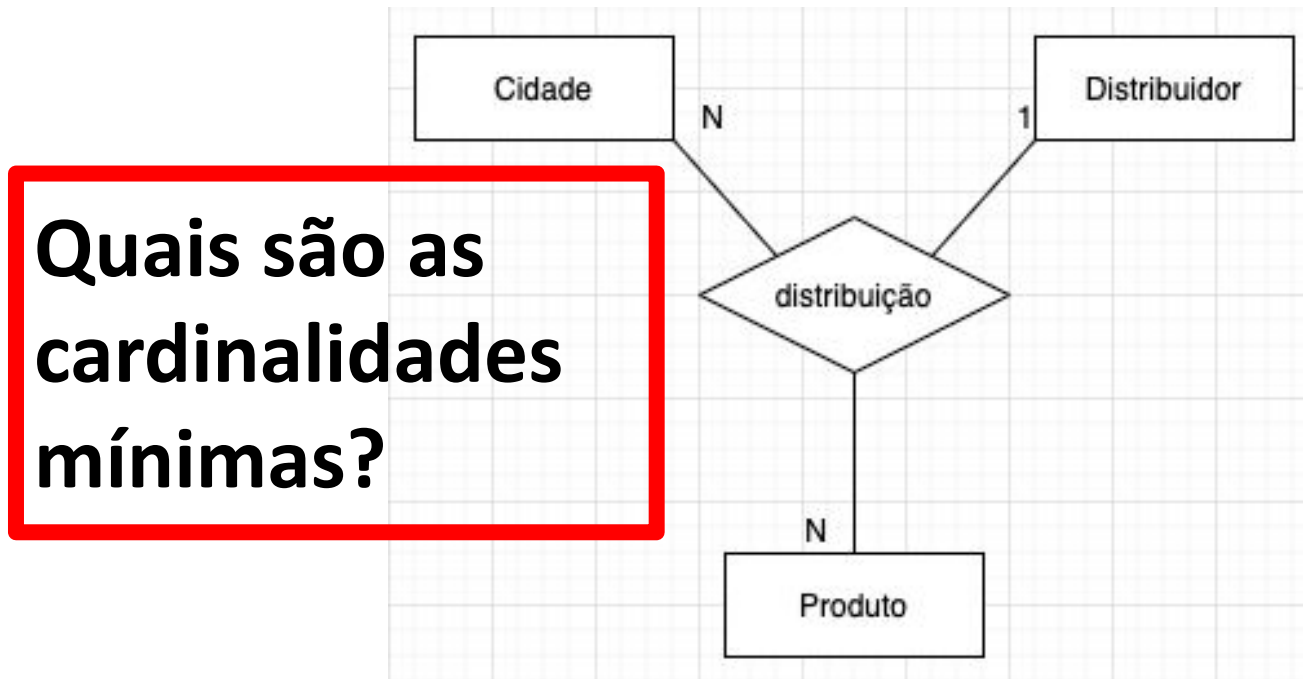 Cidade
Distribuidor
N
1
Quais são as
cardinalidades
mínimas?
distribuição
N
Produto